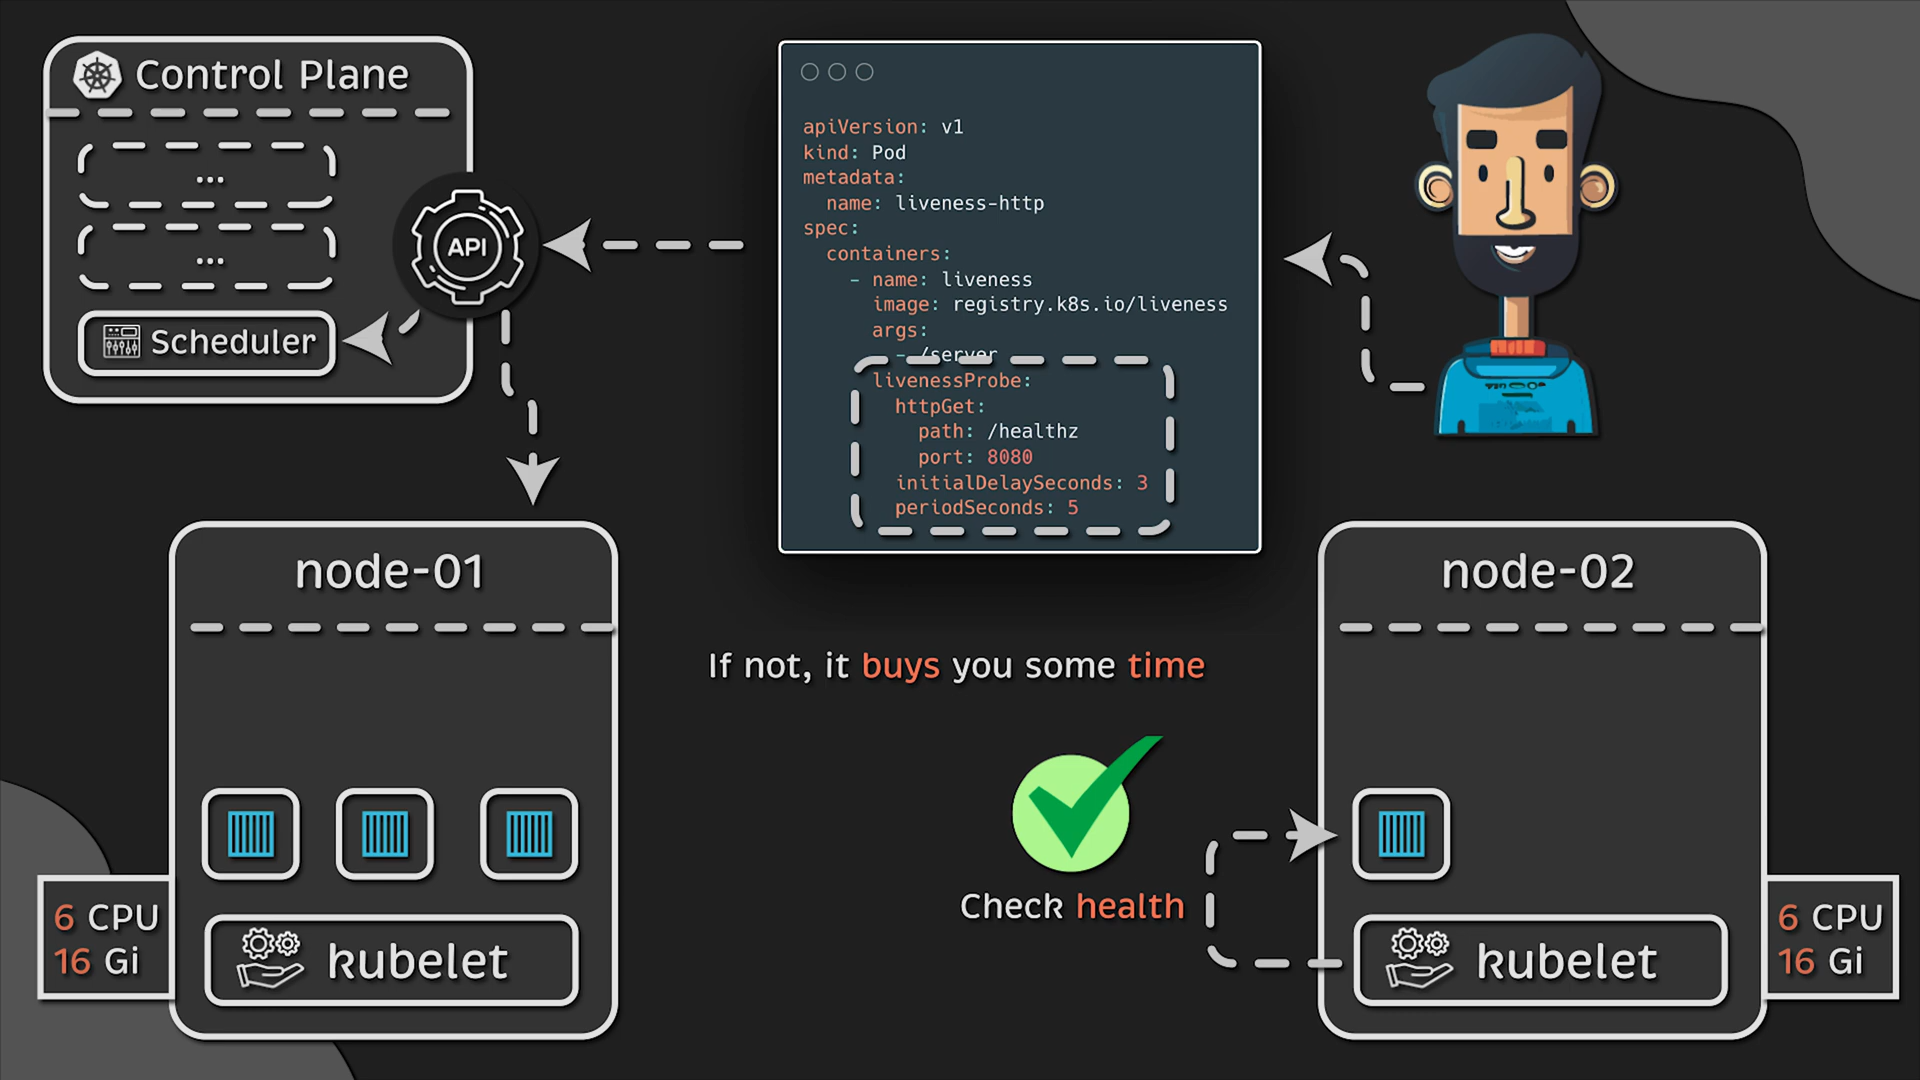 Control Plane
...
...
API
Scheduler
apiVersion: v1
kind: Pod
metadata:
  name: liveness-http
spec:
  containers:
    - name: liveness
      image: registry.k8s.io/liveness
      args:
        - /server
      livenessProbe:
        httpGet:
          path: /healthz
          port: 8080
        initialDelaySeconds: 3
        periodSeconds: 5
node-01
6 CPU
16 Gi
kubelet
If not, it buys you some time
Check health
node-02
kubelet
6 CPU
16 Gi